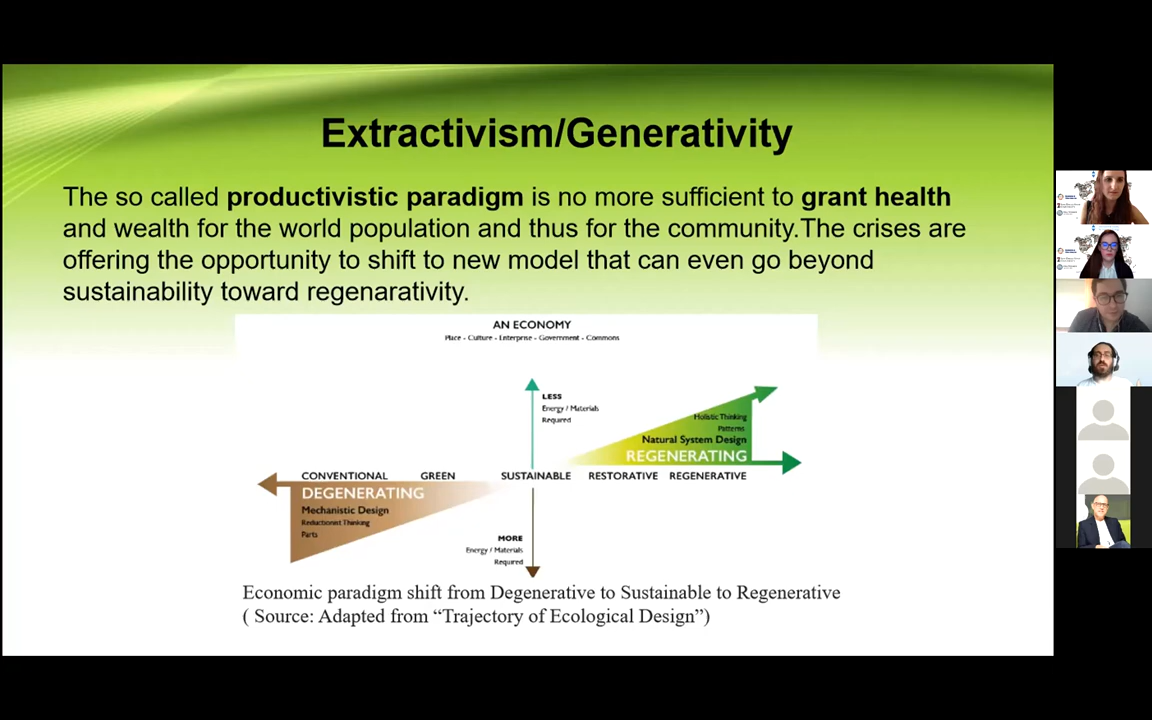 Extractivism/Generativity
The so called productivistic paradigm is no more sufficient to grant health
and wealth for the world population and thus for the community.The crises are
offering the opportunity to shift to new model that can even go beyond
sustainability toward regenarativity.
AN ECONOMY
Place - Culture - Enterprise - Government - Commons
LESS
Energy / Materials
Required
Holistic Thinking
Patterns
Natural System Design
REGENERATING
CONVENTIONAL GREEN SUSTAINABLE RESTORATIVE REGENERATIVE
DEGENERATING
Mechanistic Design
Reductionist Thinking
Parts
MORE
Energy / Materials
Required
Economic paradigm shift from Degenerative to Sustainable to Regenerative
( Source: Adapted from “Trajectory of Ecological Design”)